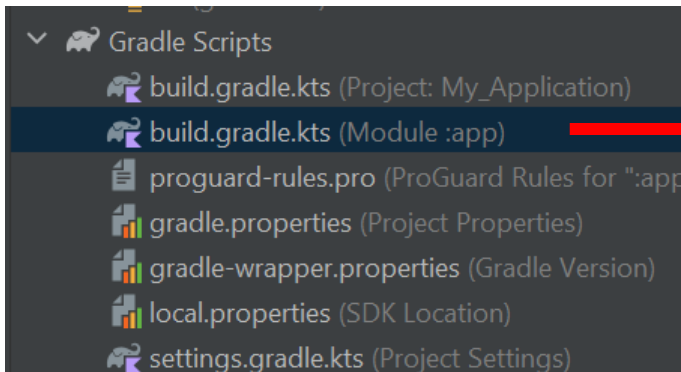 Gradle Scripts
build.gradle.kts (Project: My_Application)
build.gradle.kts (Module :app)
proguard-rules.pro (ProGuard Rules for ":app
gradle.properties (Project Properties)
gradle-wrapper.properties (Gradle Version)
local.properties (SDK Location)
settings.gradle.kts (Project Settings)